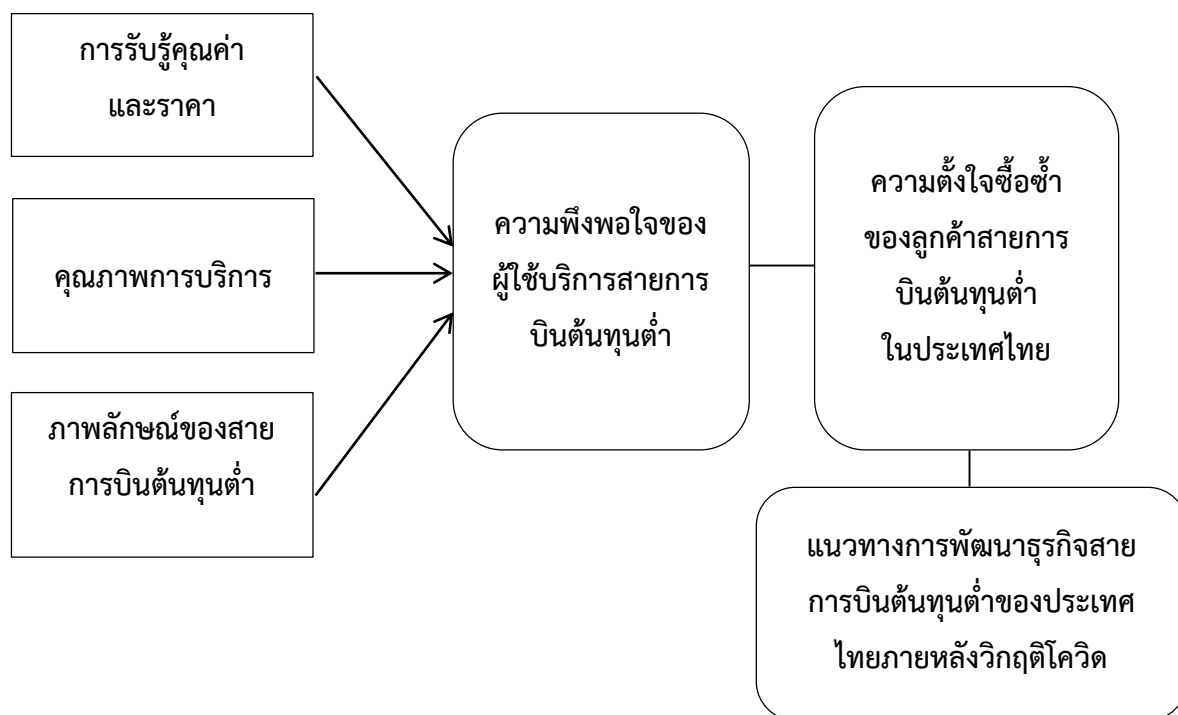 การรับรู้คุณค่า
และราคา
คุณภาพการบริการ
ภาพลักษณ์ของสาย
การบินต้นทุนต่ำ
ความพึงพอใจของ
ผู้ใช้บริการสายการ
บินต้นทุนต่ำ
ความตั้งใจซื้อซ้ำ
ของลูกค้าสายการ
บินต้นทุนต่ำ
ในประเทศไทย
แนวทางการพัฒนาธุรกิจสาย
การบินต้นทุนต่ำของประเทศ
ไทยภายหลังวิกฤติโควิด